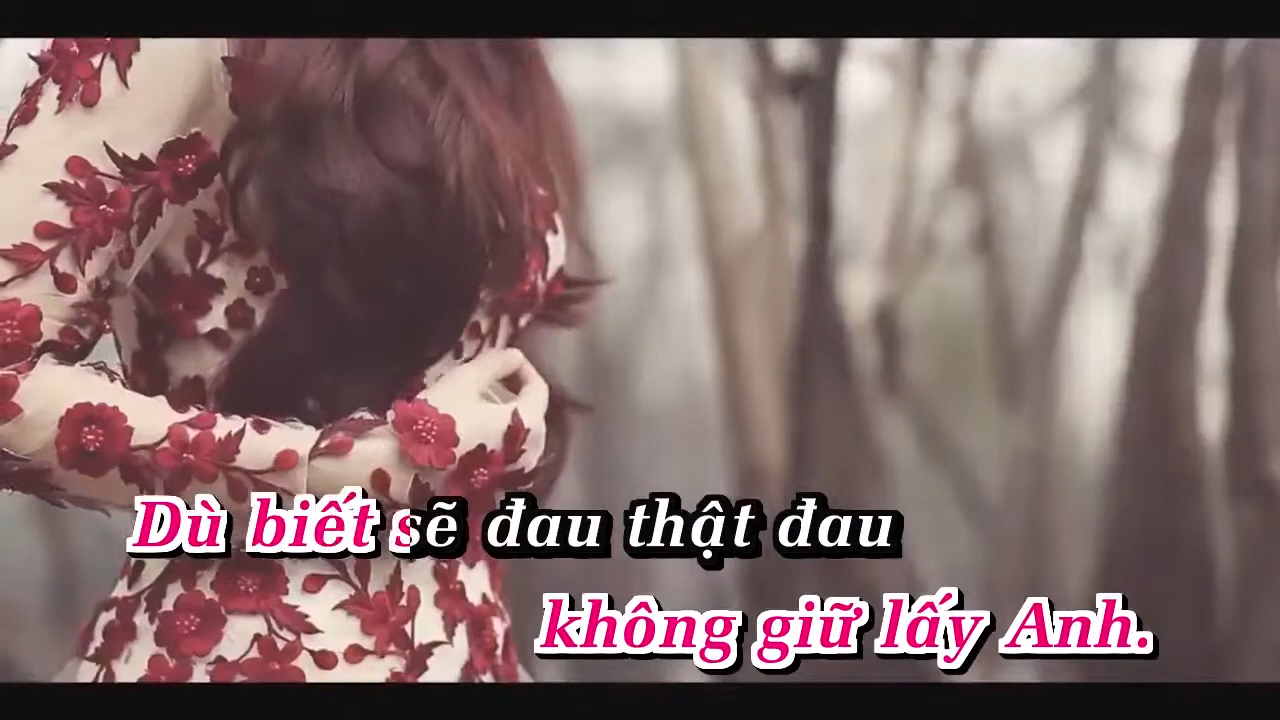 Dù biết sẽ đau thật đau
không giữ lấy Anh.